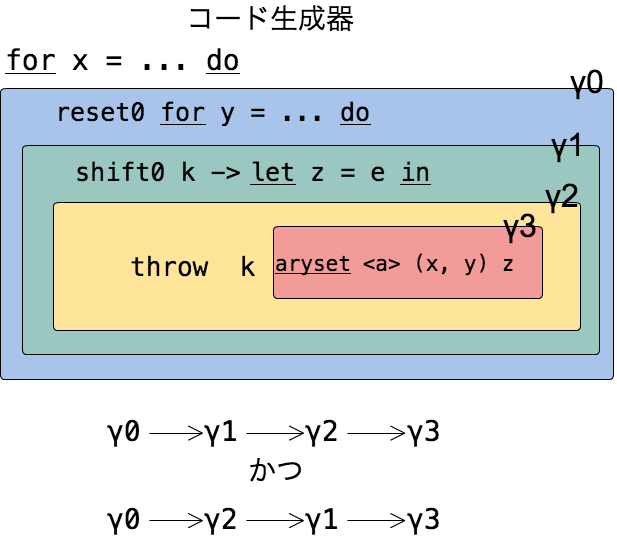 コード生成器
for x = ... do
γ0
reset0 for y = ... do
γ1
shift0 k -> let z = e in
γ2
γ3
throw k aryset <a> (x, y) z
γ0 → γ1 → γ2 → γ3
かつ
γ0 → γ2 → γ1 → γ3